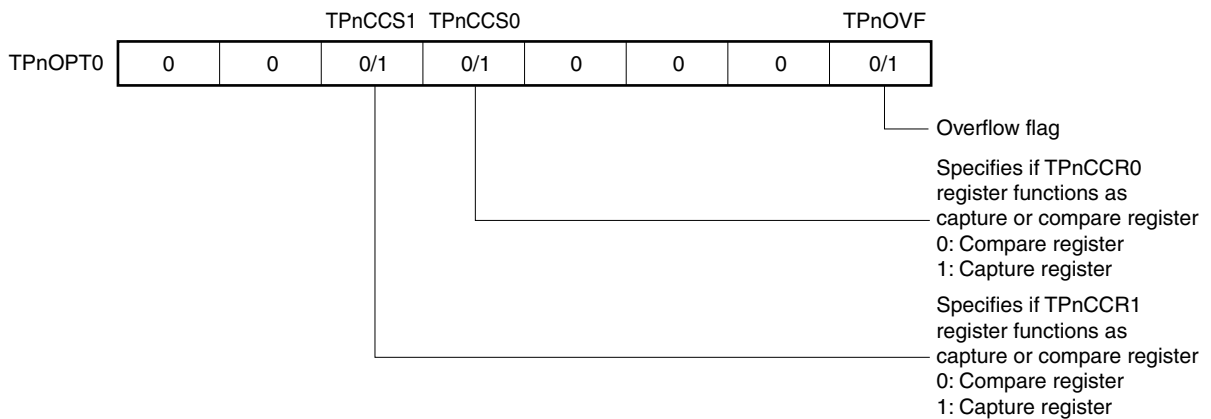 TPnCCS1 TPnCCS0 TPnOVF
TPnOPT0 0 0 0/1 0/1 0 0 0 0/1
Overflow flag
Specifies if TPnCCR0
register functions as
capture or compare register
0: Compare register
1: Capture register
Specifies if TPnCCR1
register functions as
capture or compare register
0: Compare register
1: Capture register